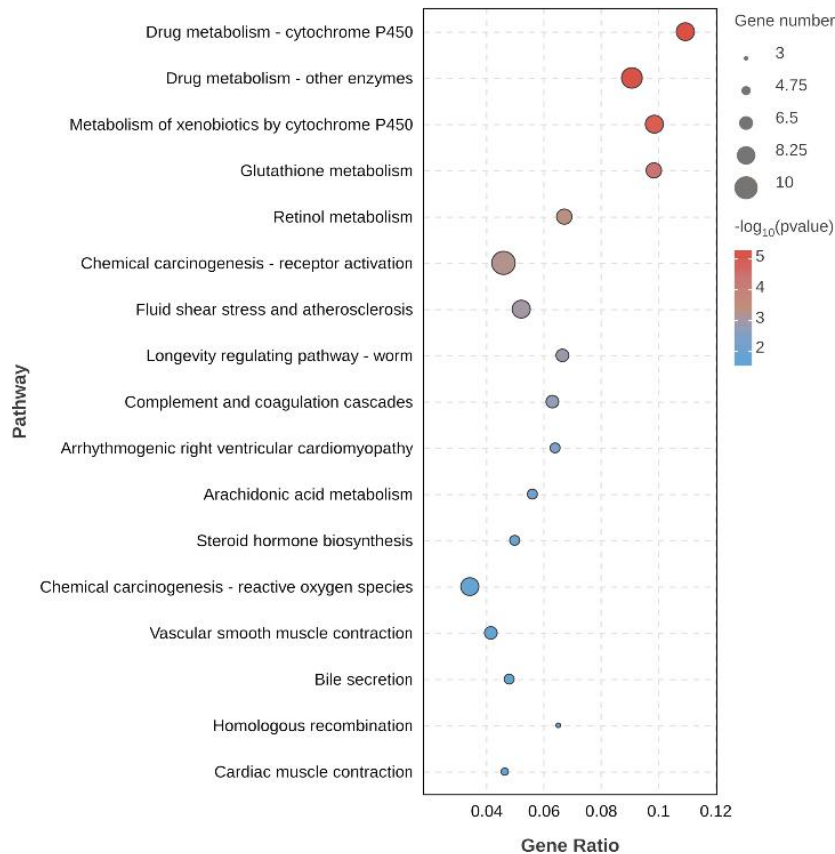 Drug metabolism - cytochrome P450
Drug metabolism - other enzymes
Metabolism of xenobiotics by cytochrome P450
Glutathione metabolism
Retinol metabolism
Chemical carcinogenesis - receptor activation
Fluid shear stress and atherosclerosis
Longevity regulating pathway - worm
Complement and coagulation cascades
Arrhythmogenic right ventricular cardiomyopathy
Arachidonic acid metabolism
Steroid hormone biosynthesis
Chemical carcinogenesis - reactive oxygen species
Vascular smooth muscle contraction
Bile secretion
Homologous recombination
Cardiac muscle contraction
Pathway
0.04 0.06 0.08 0.1 0.12
Gene Ratio
Gene number
3
4.75
6.5
8.25
10
-log10(pvalue)
5
4
3
2